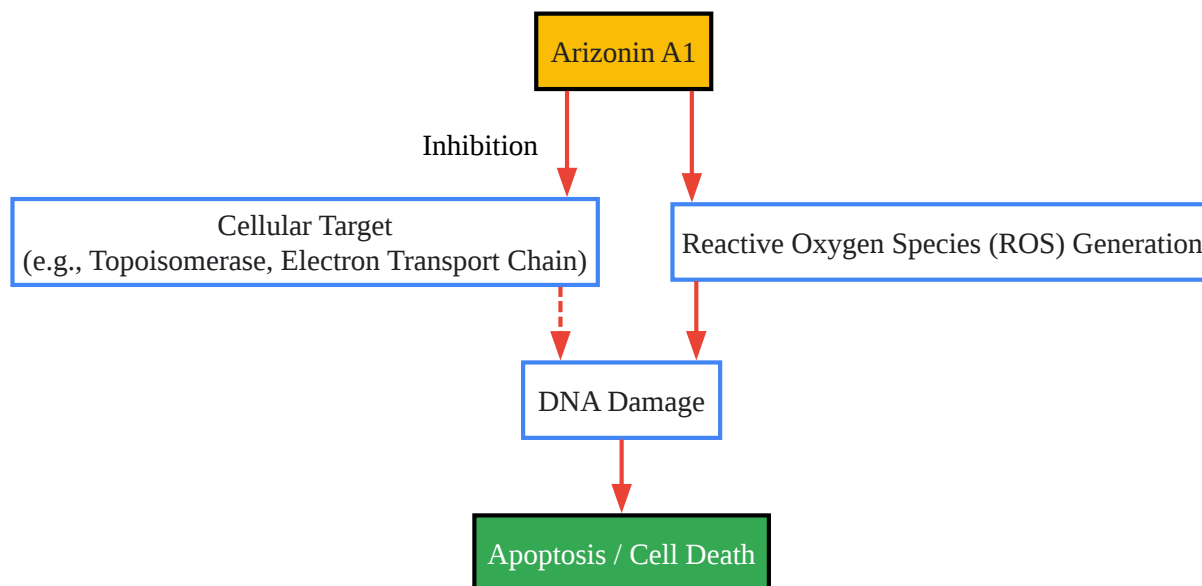 Arizonin A1
Inhibition
Cellular Target
(e.g., Topoisomerase, Electron Transport Chain)
Reactive Oxygen Species (ROS) Generation
DNA Damage
Apoptosis / Cell Death